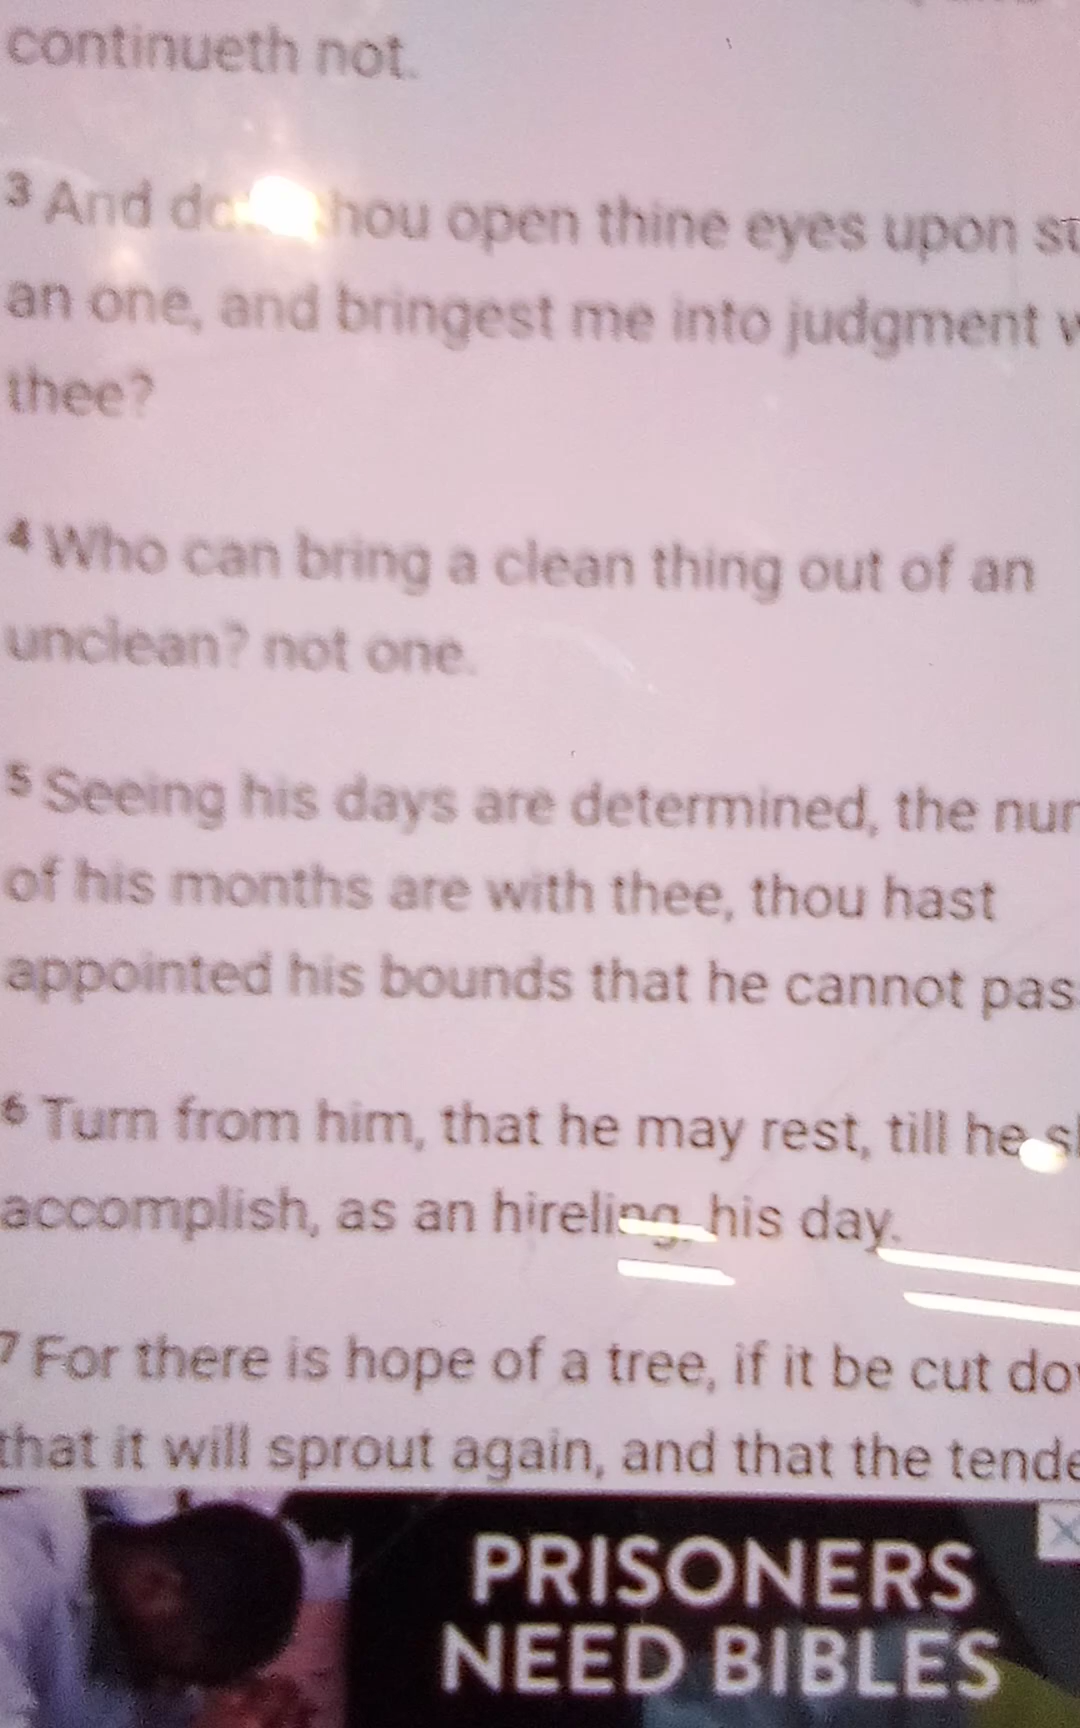 continueth not.
3 And thou open thine eyes upon
an one, and bringest me into judgment
thee?
4 Who can bring a clean thing out of an
unclean? not one.
5 Seeing his days are determined, the
of his months are with thee, thou hast
appointed his bounds that he cannot
6 Turn from him, that he may rest, till he
accomplish, as an hireling, his day.
7 For there is hope of a tree, if it be cut
that it will sprout again, and that the
PRISONERS
NEED BIBLES